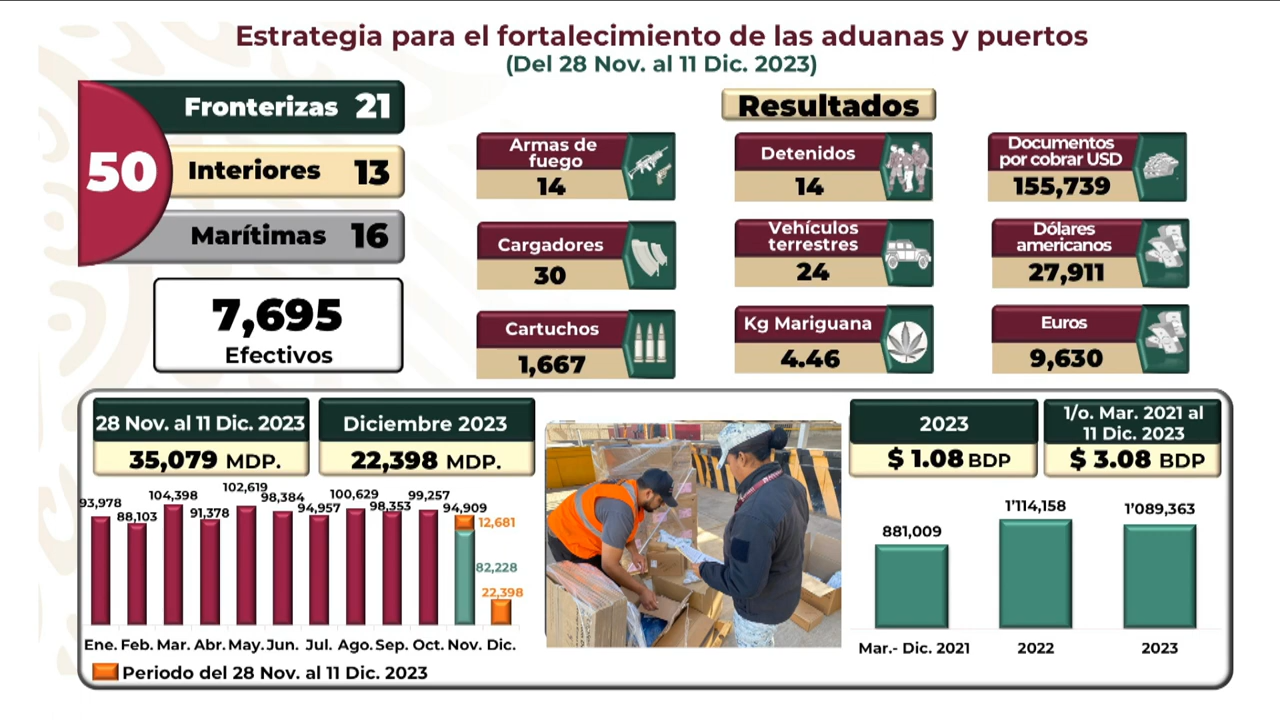 Estrategia para el fortalecimiento de las aduanas y puertos
(Del 28 Nov. al 11 Dic. 2023)
50
Fronterizas 21
Interiores 13
Marítimas 16
7,695
Efectivos
Resultados
Armas de
fuego
14
Detenidos
14
Documentos
por cobrar USD
155,739
Cargadores
30
Vehículos
terrestres
24
Dólares
americanos
27,911
Cartuchos
1,667
Kg Mariguana
4.46
Euros
9,630
28 Nov. al 11 Dic. 2023
35,079 MDP.
Diciembre 2023
22,398 MDP.
93,978
88,103
104,398
91,378
102,619
98,384
94,957
100,629
98,353
99,257
94,909
12,681
82,228
22,398
Ene. Feb. Mar. Abr. May. Jun. Jul. Ago. Sep. Oct. Nov. Dic.
Periodo del 28 Nov. al 11 Dic. 2023
2023
$ 1.08 BDP
1/o. Mar. 2021 al
11 Dic. 2023
$ 3.08 BDP
881,009
1'114,158
1'089,363
Mar.- Dic. 2021
2022
2023